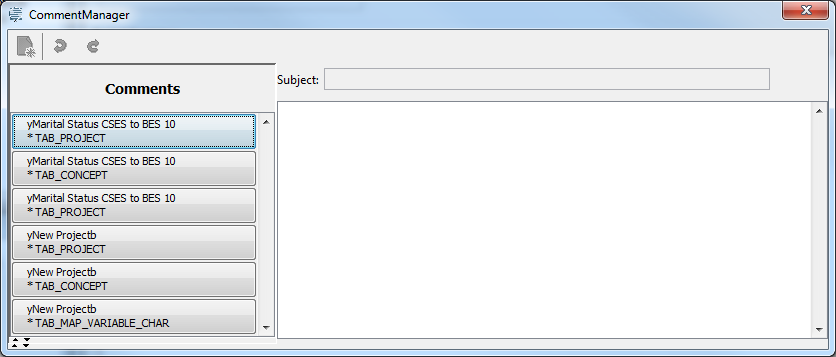 CommentManager
Comments
Subject:
yMarital Status CSES to BES 10
* TAB_PROJECT
yMarital Status CSES to BES 10
* TAB_CONCEPT
yMarital Status CSES to BES 10
* TAB_PROJECT
yNew Projectb
* TAB_PROJECT
yNew Projectb
* TAB_CONCEPT
yNew Projectb
* TAB_MAP_VARIABLE_CHAR